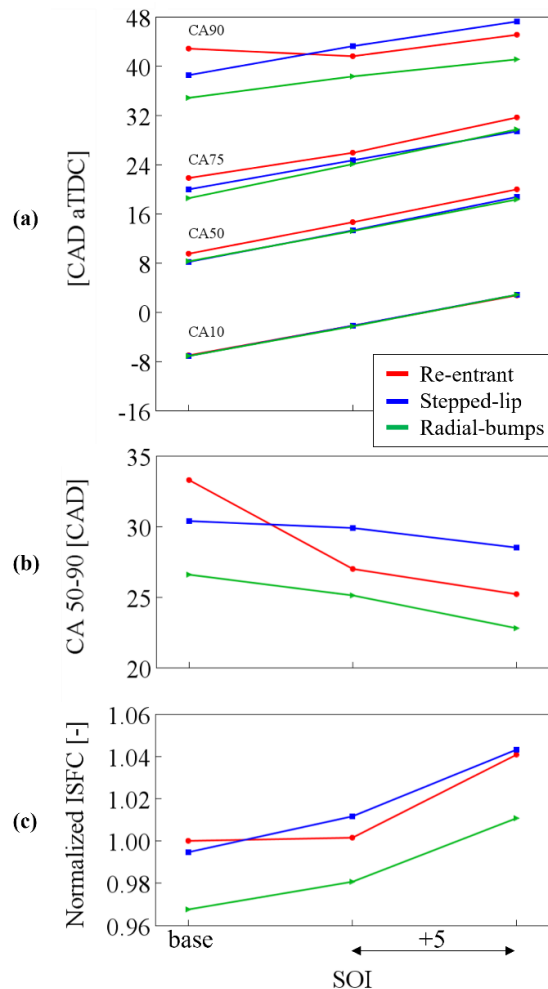 (a)
[CAD aTDC]
48
40
32
24
16
8
0
-8
-16
CA90
CA75
CA50
CA10
Re-entrant
Stepped-lip
Radial-bumps
(b)
CA 50-90 [CAD]
35
30
25
20
(c)
Normalized ISFC [-]
1.06
1.04
1.02
1.00
0.98
0.96
base
+5
SOI